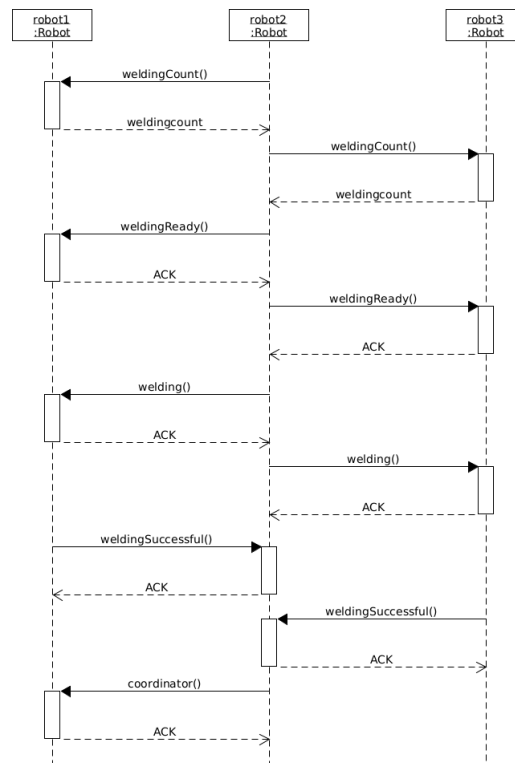 robot1
:Robot
robot2
:Robot
robot3
:Robot
weldingCount()
weldingcount
weldingCount()
weldingcount
weldingReady()
ACK
weldingReady()
ACK
welding()
ACK
welding()
ACK
weldingSuccessful()
ACK
weldingSuccessful()
ACK
coordinator()
ACK